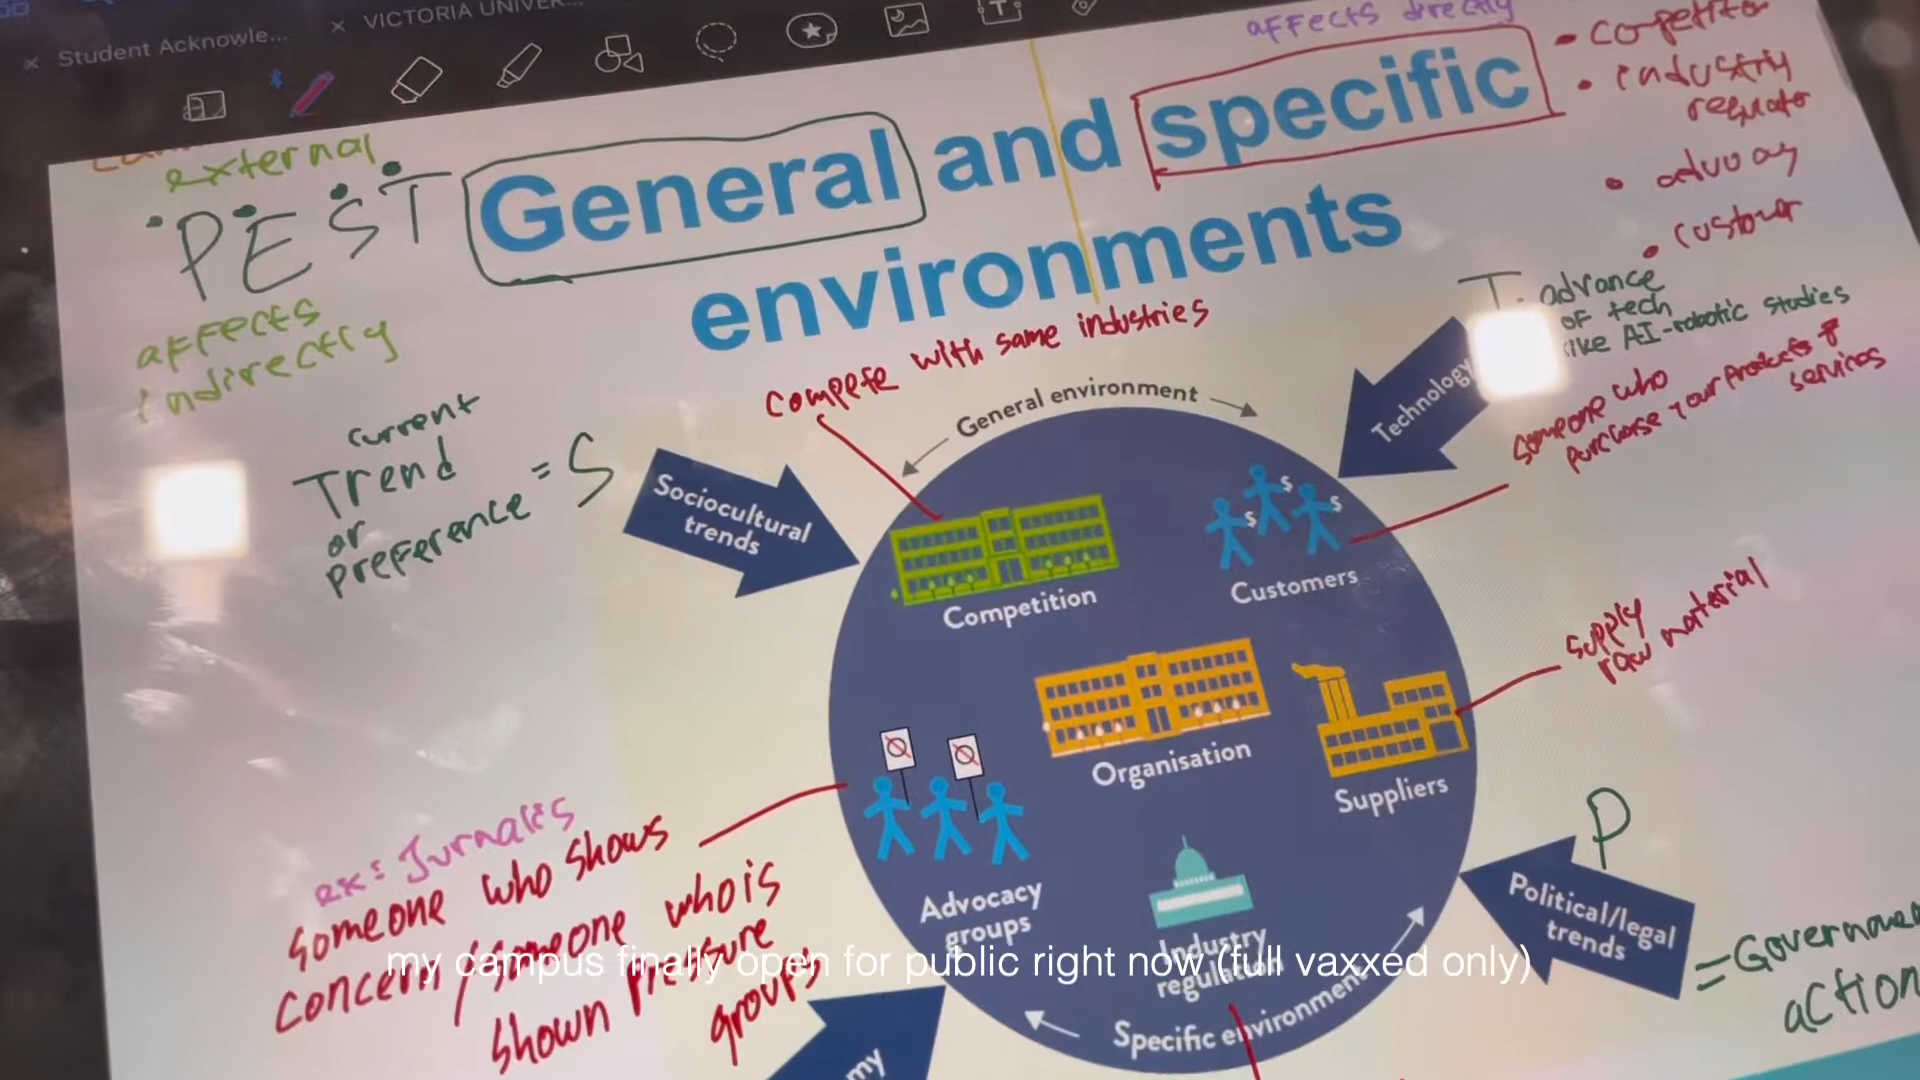 Student Acknowle...
VICTORIA UNIVER...
affects directly
• competitor
• industry
regulator
• advocay
• customer
external
PEST
General and specific
environments
affects
indirectly
T. advance
of tech
like AI-robotic studies
someone who
purchase your products &
services
compete with same industries
current
Trend
or
preference = S
General environment
Sociocultural
trends
Technology
Competition
Customers
supply
raw material
Organisation
Suppliers
ex: Jurnalis
someone who shows
concern / someone who is
shown pressure
groups
Advocacy
groups
Industry
regulation
P
Political/legal
trends
= Governmen
action
my campus finally open for public right now (full vaxxed only)
Specific environment
my